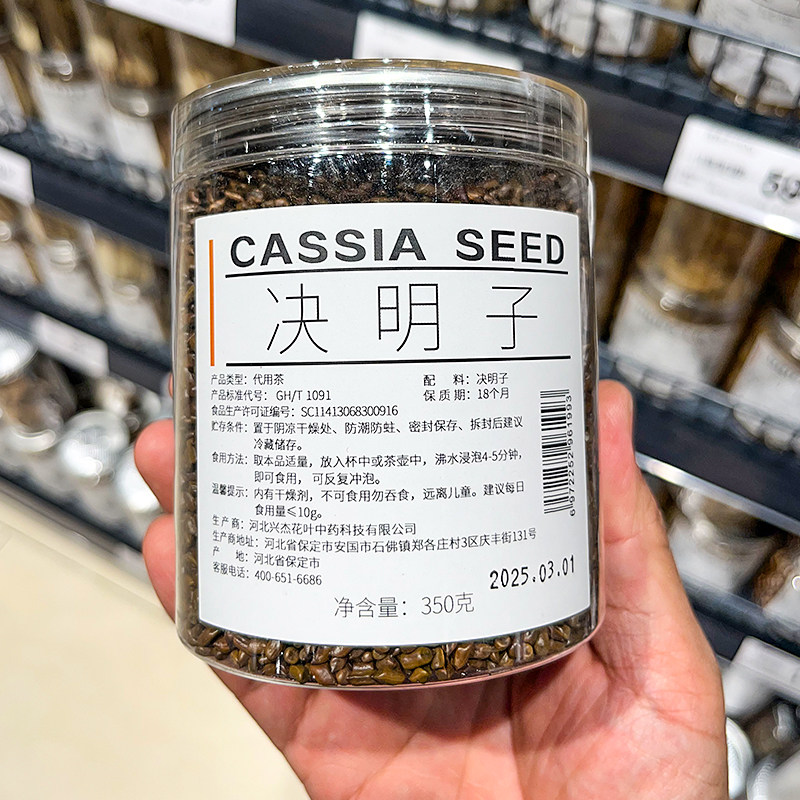 CASSIA SEED
决明子
产品类型：代用茶 配 料：决明子
产品标准代号：GH/T 1091 保质期：18个月
食品生产许可证编号：SC11413068300916
贮存条件：置于阴凉干燥处、防潮防蛀、密封保存、拆封后建议
冷藏储存。
食用方法：取本品适量，放入杯中或茶壶中，沸水浸泡4-5分钟，
即可食用，可反复冲泡。
温馨提示：内有干燥剂，不可食用勿吞食，远离儿童。建议每日
食用量≤10g。
生产商：河北兴杰花叶中药科技有限公司
生产商地址：河北省保定市安国市石佛镇郑各庄村3区庆丰街131号
产 地：河北省保定市
客服电话：400-651-6686
2025.03.01
净含量：350克
6972252961993